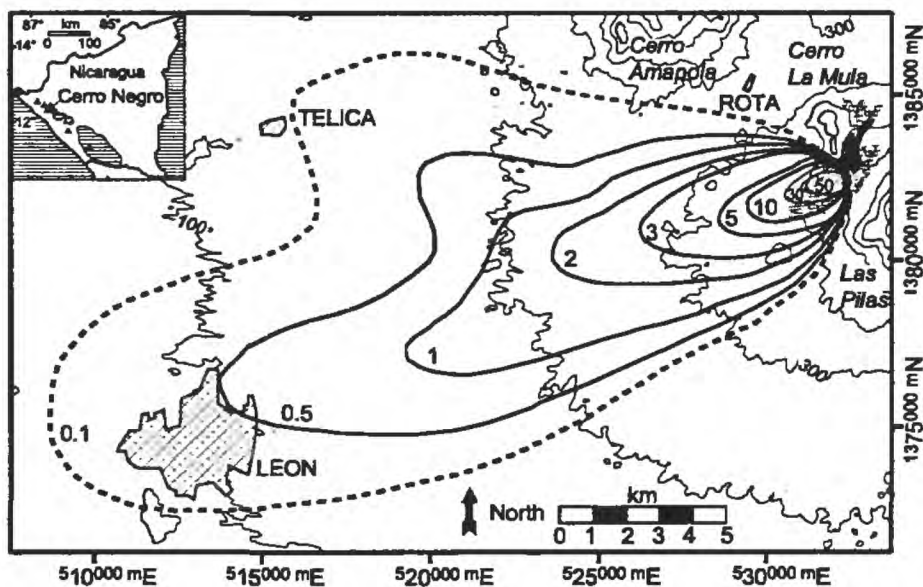 87° km 85°
14° 0 100
Nicaragua
Cerro Negro
12°
TELICA
Cerro
Amapola
Cerro
La Mula
ROTA
300
100
50
30
10
5
3
2
1
0.5
0.1
LEON
Las
Pilas
300
North
km
0 1 2 3 4 5
1385000 mN
1380000 mN
1375000 mN
510000 mE 515000 mE 520000 mE 525000 mE 530000 mE